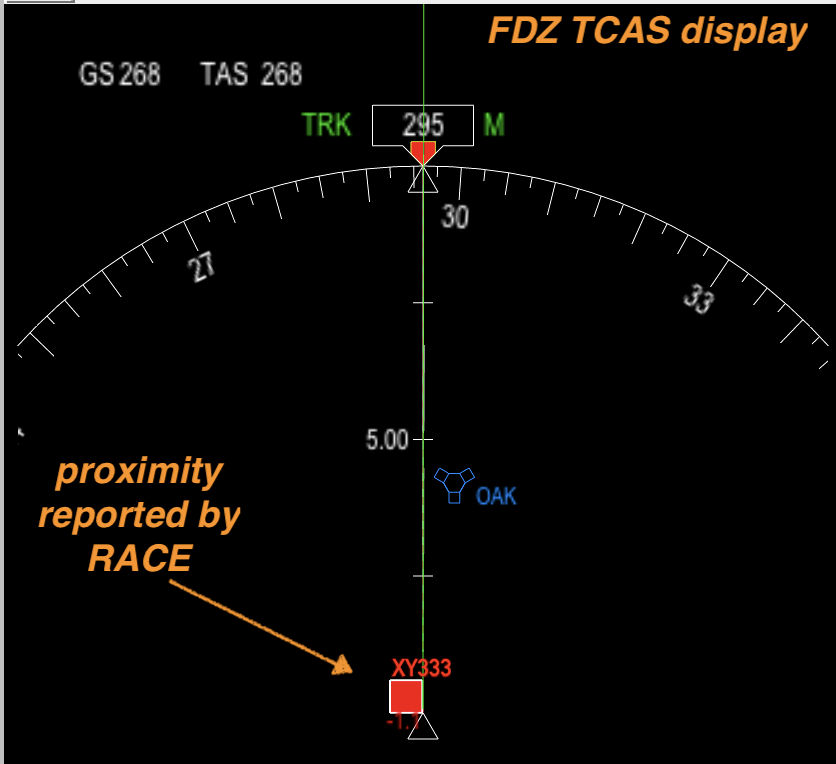 FDZ TCAS display
GS 268 TAS 268
TRK 295 M
30
27
33
5.00
proximity
reported by
RACE
OAK
XY333